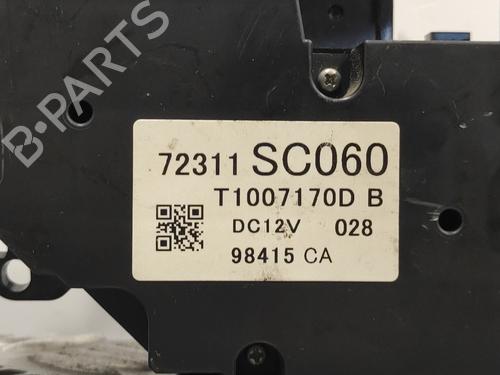 B-PARTS
72311 SC060
T1007170D B
DC12V 028
98415 CA